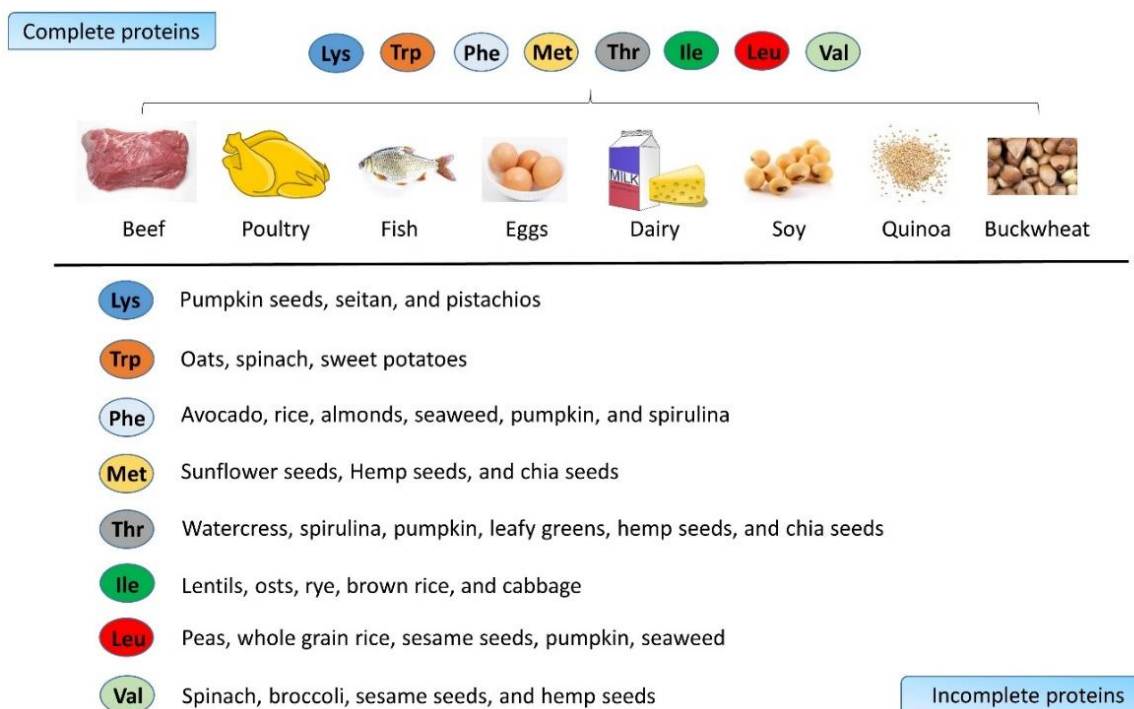 Complete proteins
Lys Trp Phe Met Thr Ile Leu Val
MILK
Beef Poultry Fish Eggs Dairy Soy Quinoa Buckwheat
Lys Pumpkin seeds, seitan, and pistachios
Trp Oats, spinach, sweet potatoes
Phe Avocado, rice, almonds, seaweed, pumpkin, and spirulina
Met Sunflower seeds, Hemp seeds, and chia seeds
Thr Watercress, spirulina, pumpkin, leafy greens, hemp seeds, and chia seeds
Ile Lentils, osts, rye, brown rice, and cabbage
Leu Peas, whole grain rice, sesame seeds, pumpkin, seaweed
Val Spinach, broccoli, sesame seeds, and hemp seeds
Incomplete proteins